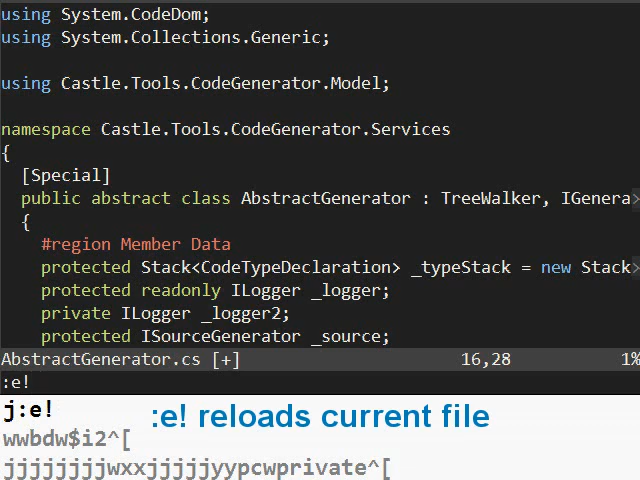 using System.CodeDom;
using System.Collections.Generic;
using Castle.Tools.CodeGenerator.Model;
namespace Castle.Tools.CodeGenerator.Services
{
[Special]
public abstract class AbstractGenerator : TreeWalker, IGenera>
{
#region Member Data
protected Stack<CodeTypeDeclaration> _typeStack = new Stack>
protected readonly ILogger _logger;
private ILogger _logger2;
protected ISourceGenerator _source;
AbstractGenerator.cs [+] 16,28 1%
:e!
j:e! :e! reloads current file
wwbdw$i2^[
jjjjjjjjwxxjjjjjyypcwprivate^[